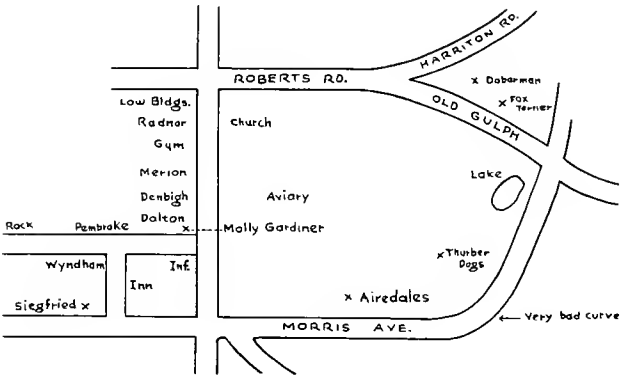 HARRITON RD.
ROBERTS RD.
x Doberman
x Fox
Terrier
OLD GULPH
Low Bldgs.
Radnor
Church
Gym
Merion
Lake
Denbigh
Aviary
Dalton
Rock
Pembroke
x-----Molly Gardiner
x Thurber
Dogs
Wyndham
Inf.
Inn
Siegfried x
x Airedales
MORRIS AVE.
Very bad curve